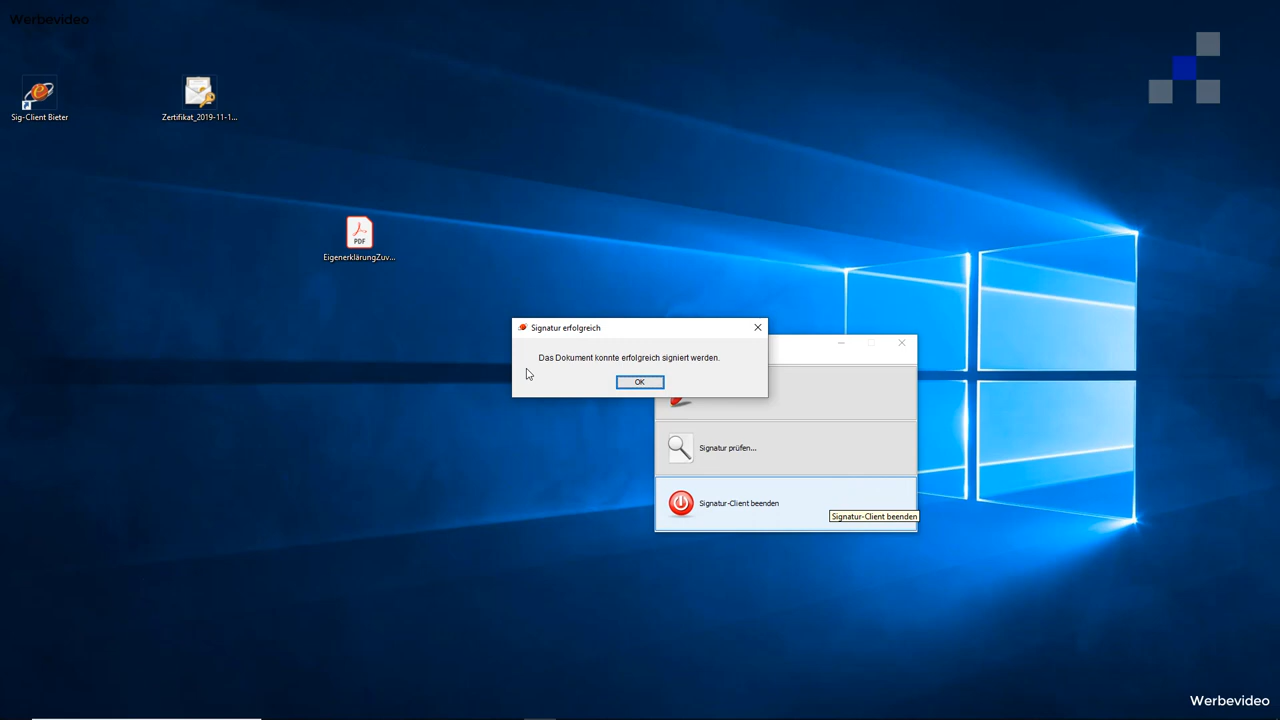 Werbevideo
Sig-Client Bieter
Zertifikat_2019-11-1...
PDF
EigenerklärungZuv...
Signatur erfolgreich
Das Dokument konnte erfolgreich signiert werden.
OK
Signatur prüfen...
Signatur-Client beenden
Signatur-Client beenden
Werbevideo